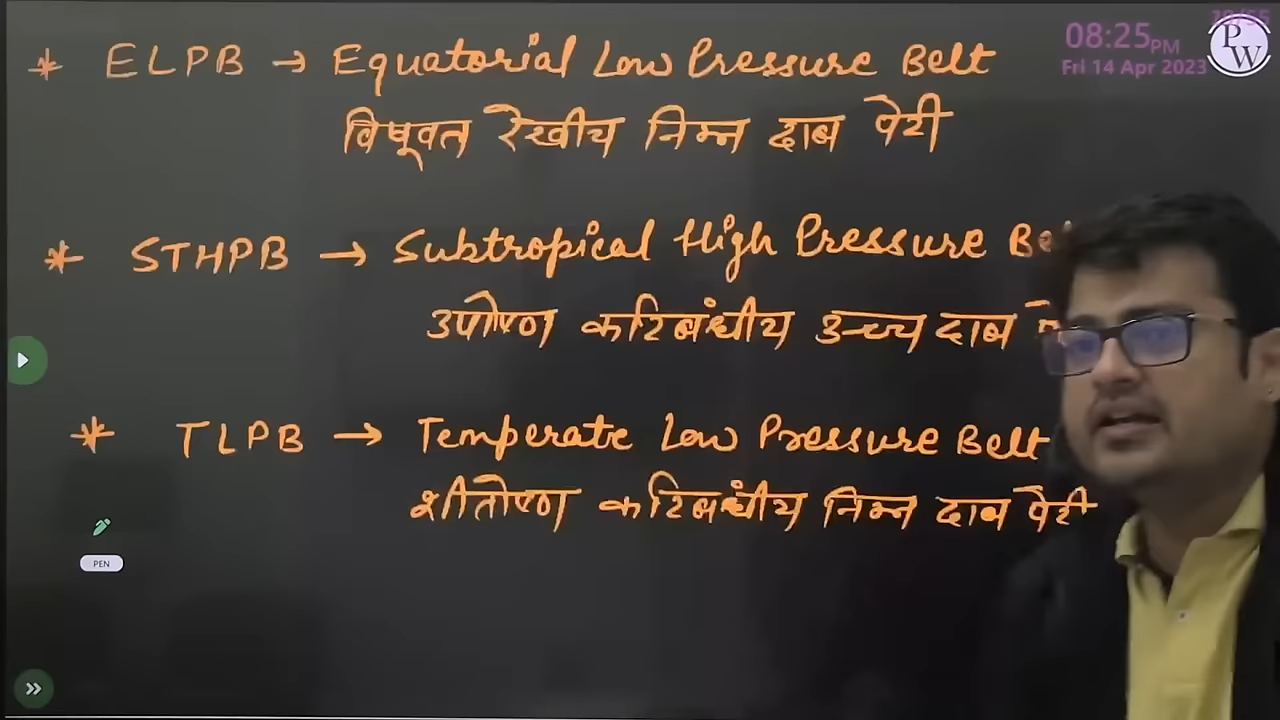 * ELPB → Equatorial Low Pressure Belt
विषूवत रेखीय निम्न दाब पेटी
* STHPB → Subtropical High Pressure
उपोष्ण कटिबंधीय उच्च दाब
* TLPB → Temperate Low Pressure Belt
शीतोष्ण कटिबंधीय निम्न दाब पेटी
08:25PM
Fri 14 Apr 2023
PW
PEN